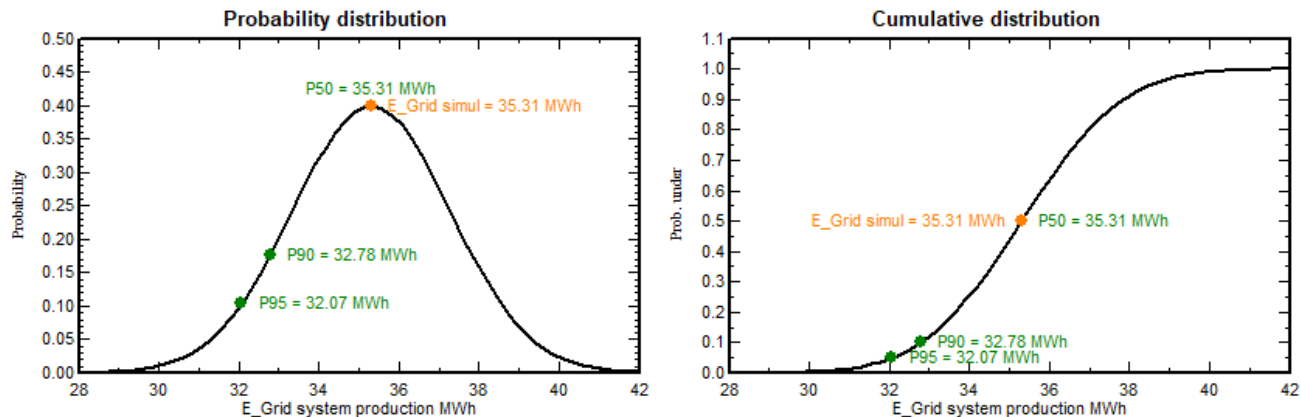 Probability distribution
0.50
0.45
0.40
0.35
0.30
0.25
0.20
0.15
0.10
0.05
0.00
Probability
P50 = 35.31 MWh
E_Grid simul = 35.31 MWh
P90 = 32.78 MWh
P95 = 32.07 MWh
28 30 32 34 36 38 40 42
E_Grid system production MWh
Cumulative distribution
1.1
1.0
0.9
0.8
0.7
0.6
0.5
0.4
0.3
0.2
0.1
0.0
Prob. under
E_Grid simul = 35.31 MWh P50 = 35.31 MWh
P90 = 32.78 MWh
P95 = 32.07 MWh
28 30 32 34 36 38 40 42
E_Grid system production MWh